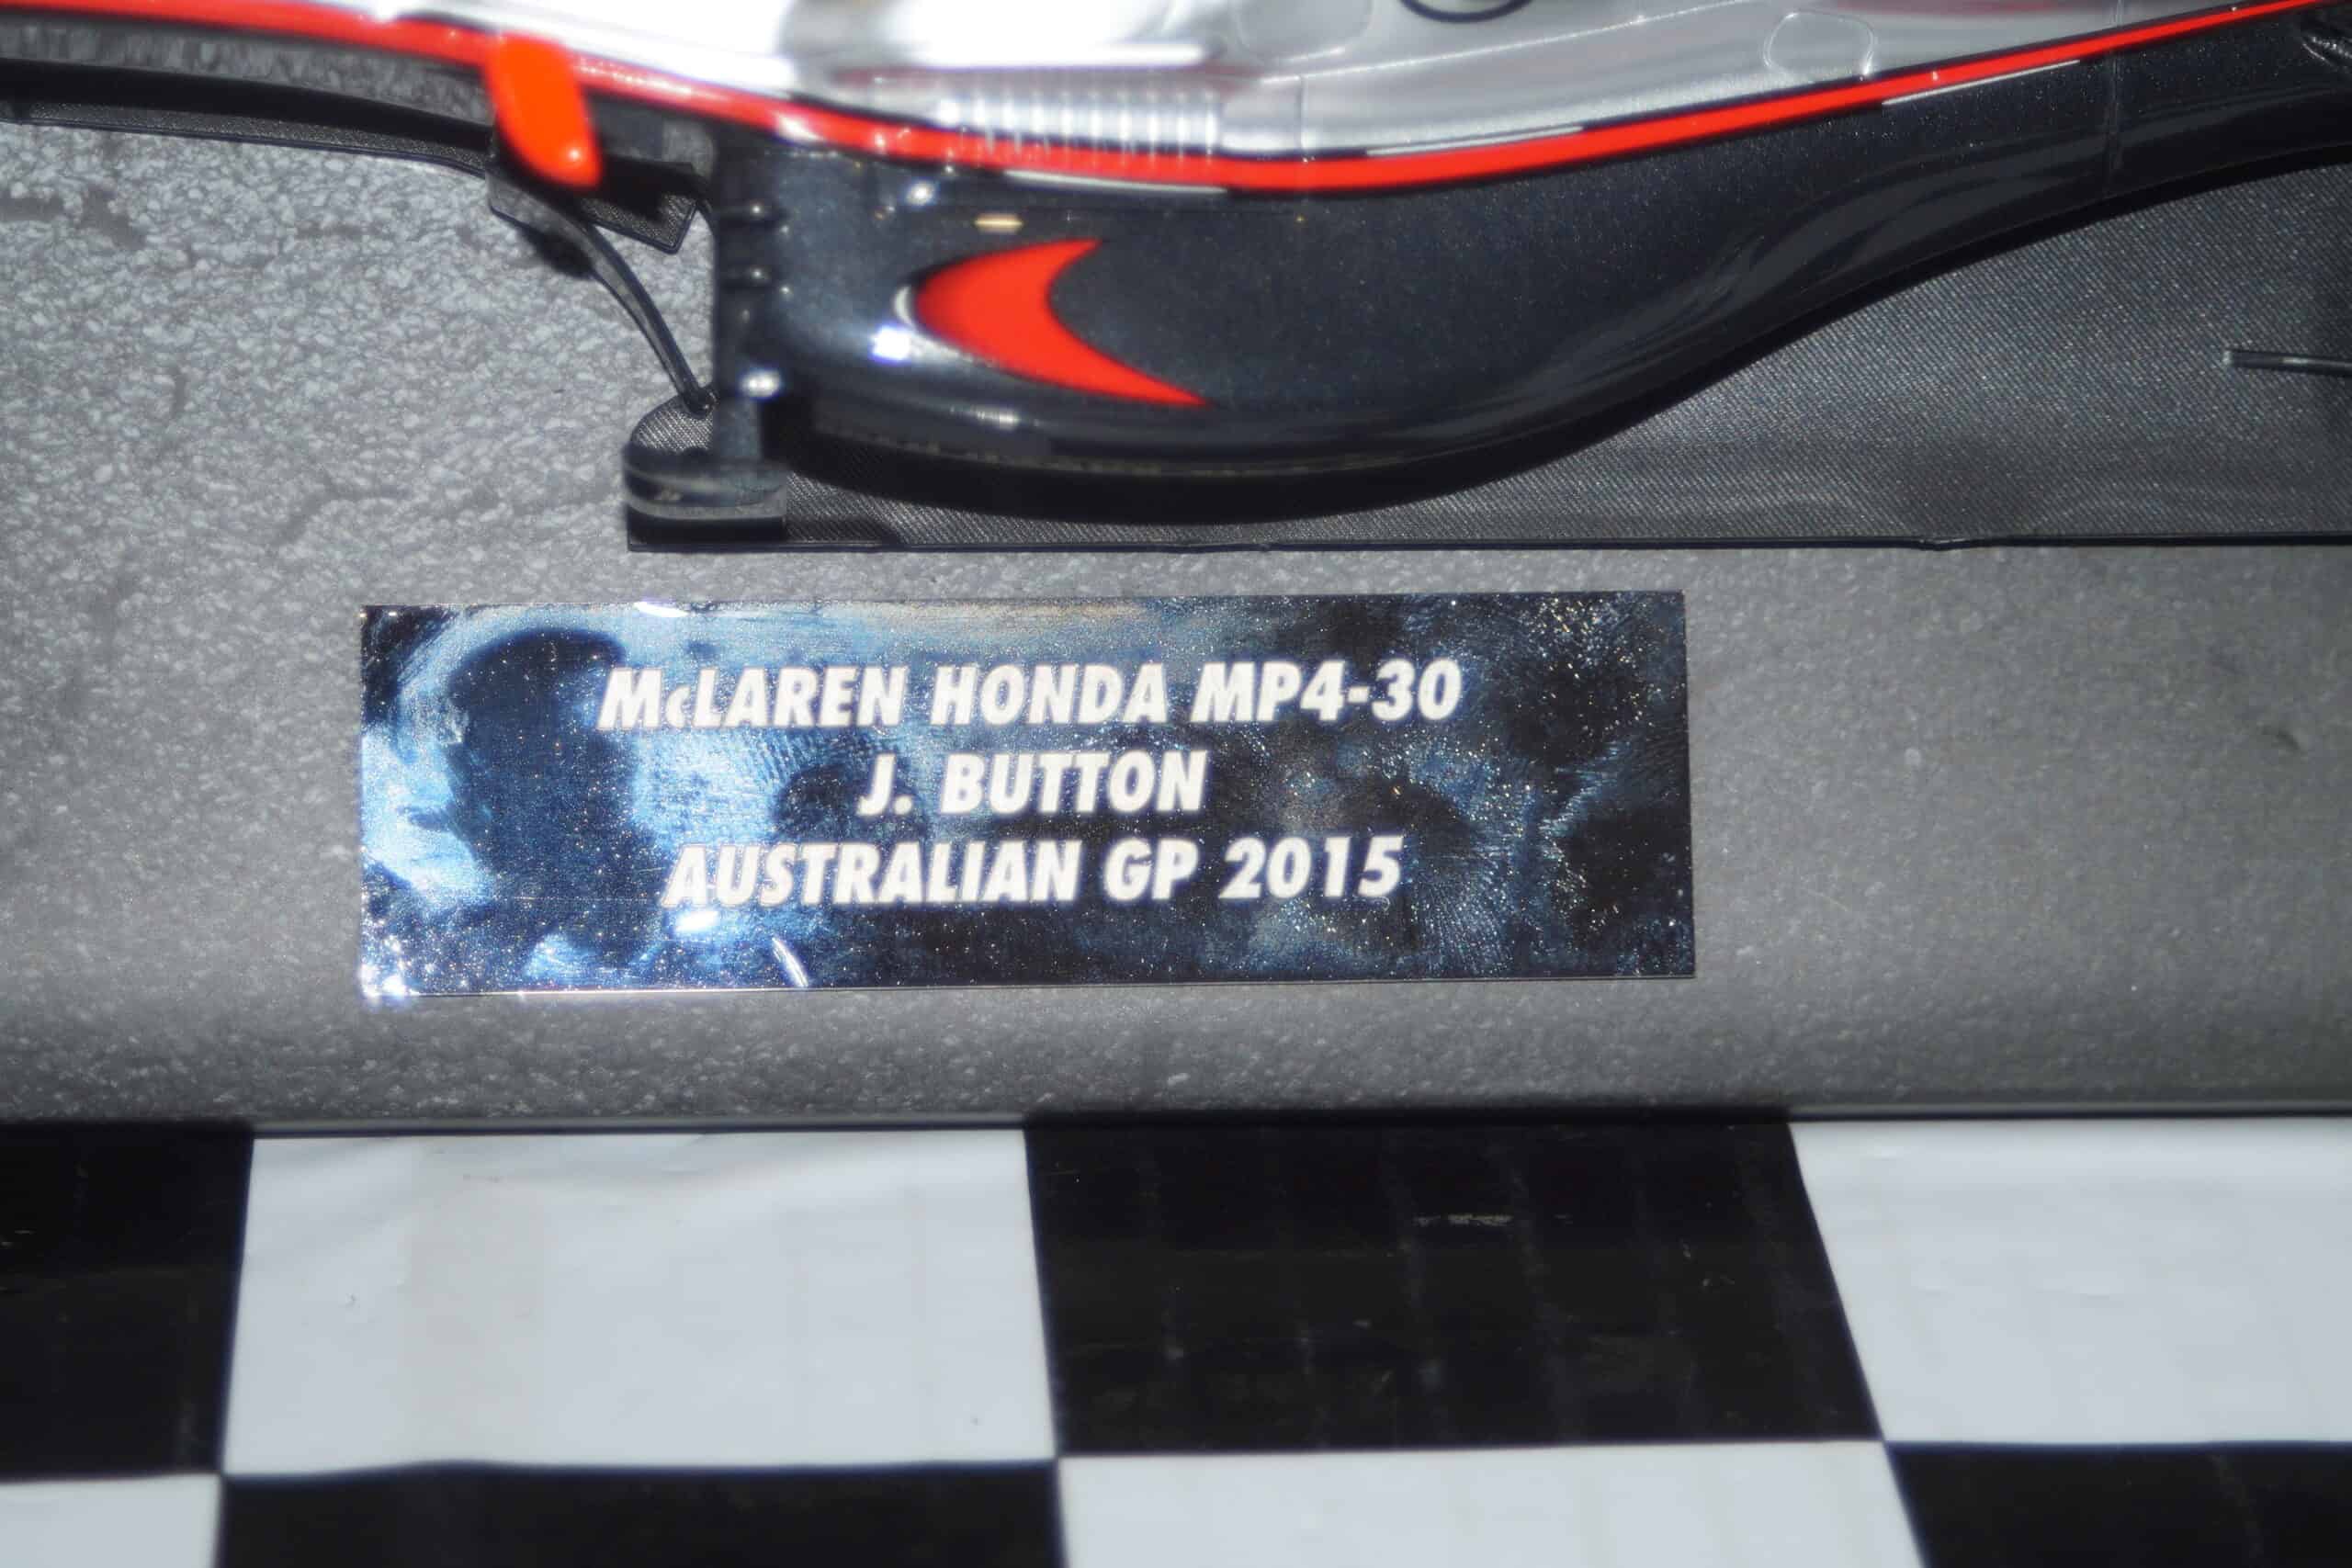 McLAREN HONDA MP4-30
J. BUTTON
AUSTRALIAN GP 2015